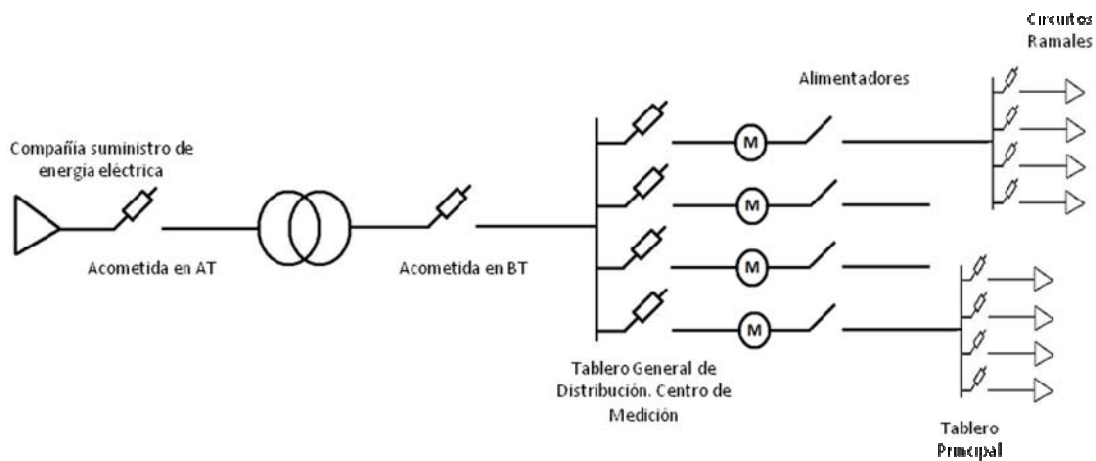 Compañía suministro de
energía eléctrica
Acometida en AT
Acometida en BT
Tablero General de
Distribución. Centro de
Medición
M
M
M
M
Alimentadores
Circuitos
Ramales
Tablero
Principal